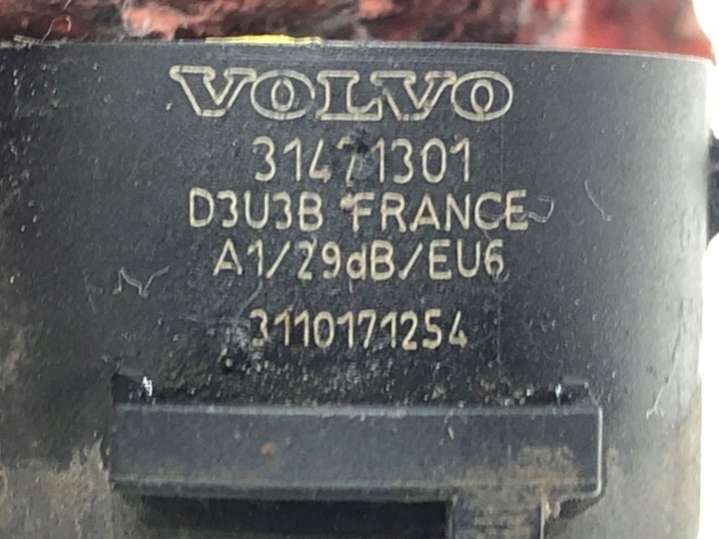 VOLVO
31471301
D3U3B FRANCE
A1/29dB/EU6
3110171254